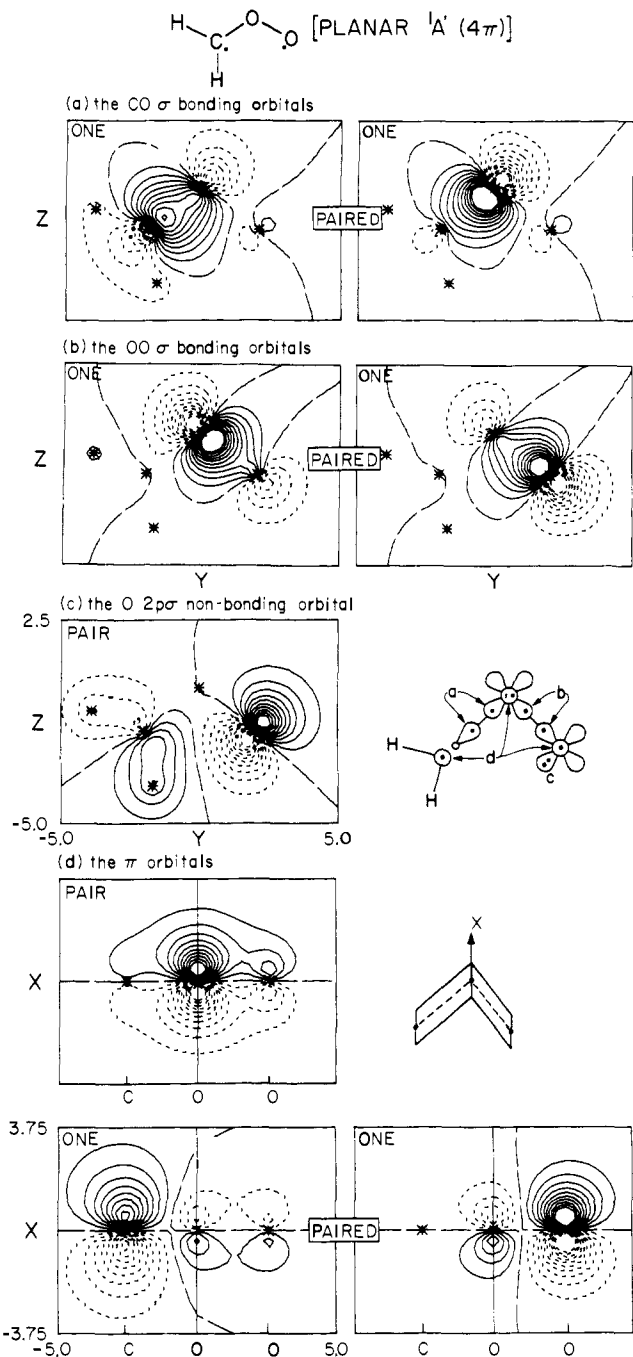 H C O O [PLANAR ¹A' (4π)]
H
(a) the CO σ bonding orbitals
ONE ONE
Z PAIRED
(b) the OO σ bonding orbitals
ONE ONE
Z PAIRED
Y Y
(c) the O 2pσ non-bonding orbital
2.5
PAIR
Z
-5.0
-5.0 Y 5.0
a b
H d
H c
(d) the π orbitals
PAIR
X X
C O O
3.75
ONE ONE
X PAIRED
-3.75
-5.0 C O O C O O